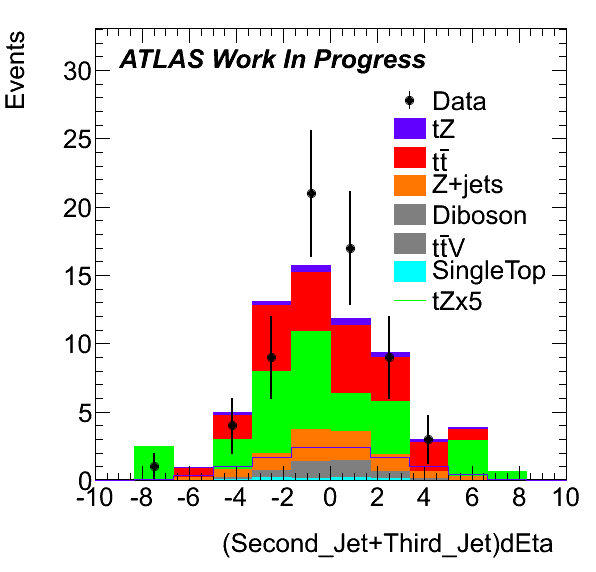 Events
ATLAS Work In Progress
30
25
20
15
10
5
0
Data
tZ
tt̄
Z+jets
Diboson
tt̄V
SingleTop
tZx5
-10 -8 -6 -4 -2 0 2 4 6 8 10
(Second_Jet+Third_Jet)dEta